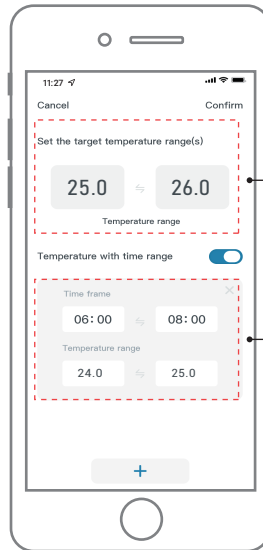 11:27
Cancel Confirm
Set the target temperature range(s)
25.0 ⇋ 26.0
Temperature range
Temperature with time range
Time frame ×
06:00 ⇋ 08:00
Temperature range
24.0 ⇋ 25.0
+